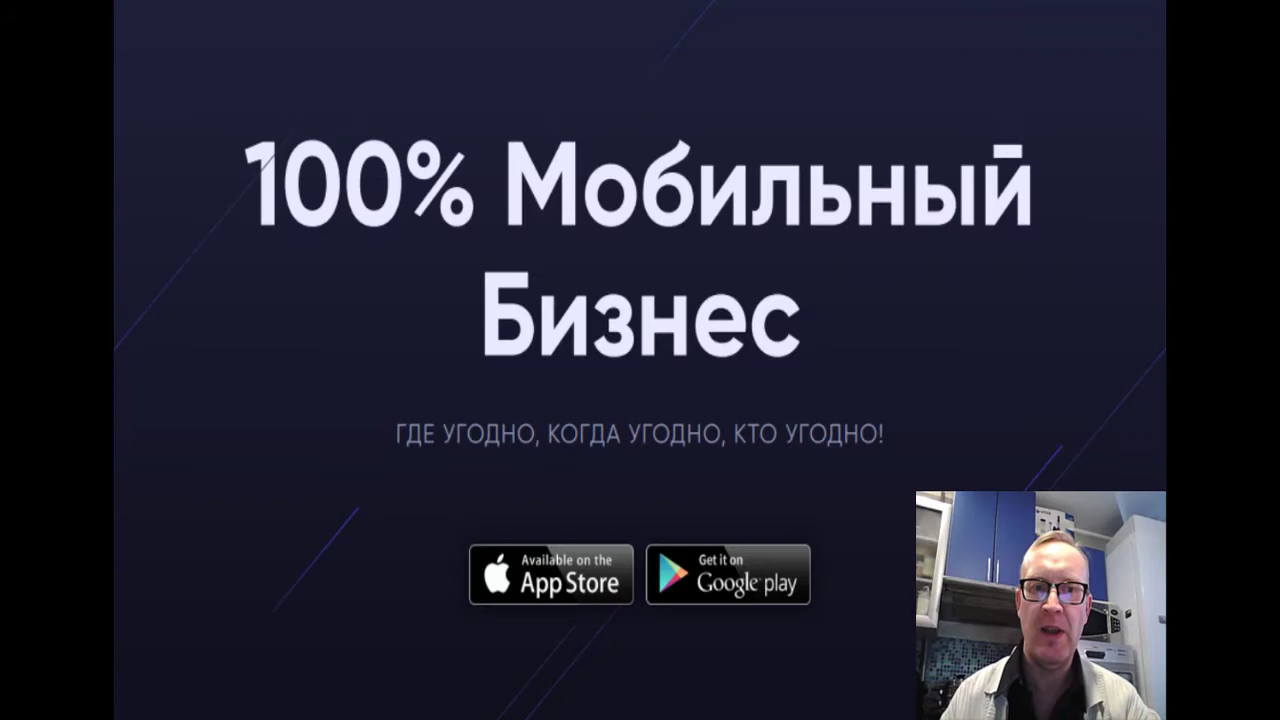 100% Мобильный
Бизнес
ГДЕ УГОДНО, КОГДА УГОДНО, КТО УГОДНО!
Available on the
App Store
Get it on
Google play